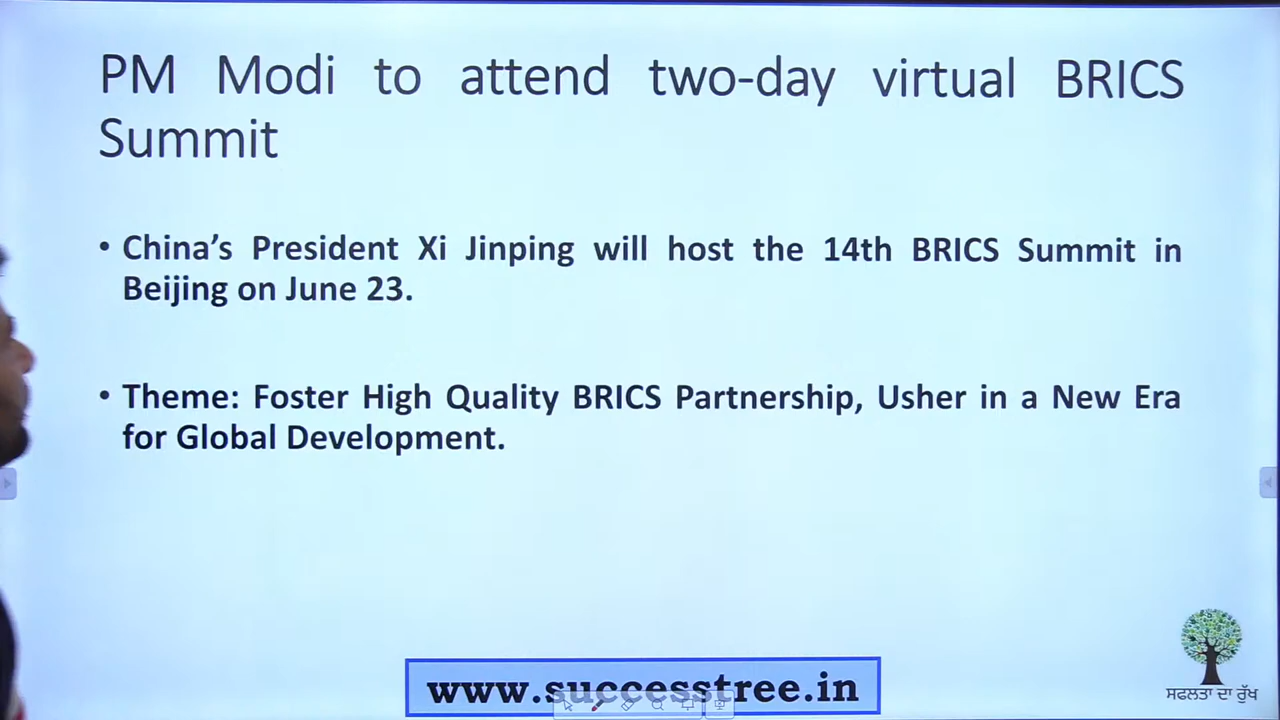 PM Modi to attend two-day virtual BRICS
Summit
• China’s President Xi Jinping will host the 14th BRICS Summit in
Beijing on June 23.
• Theme: Foster High Quality BRICS Partnership, Usher in a New Era
for Global Development.
www.successtree.in
ਸਫਲਤਾ ਦਾ ਰੁੱਖ